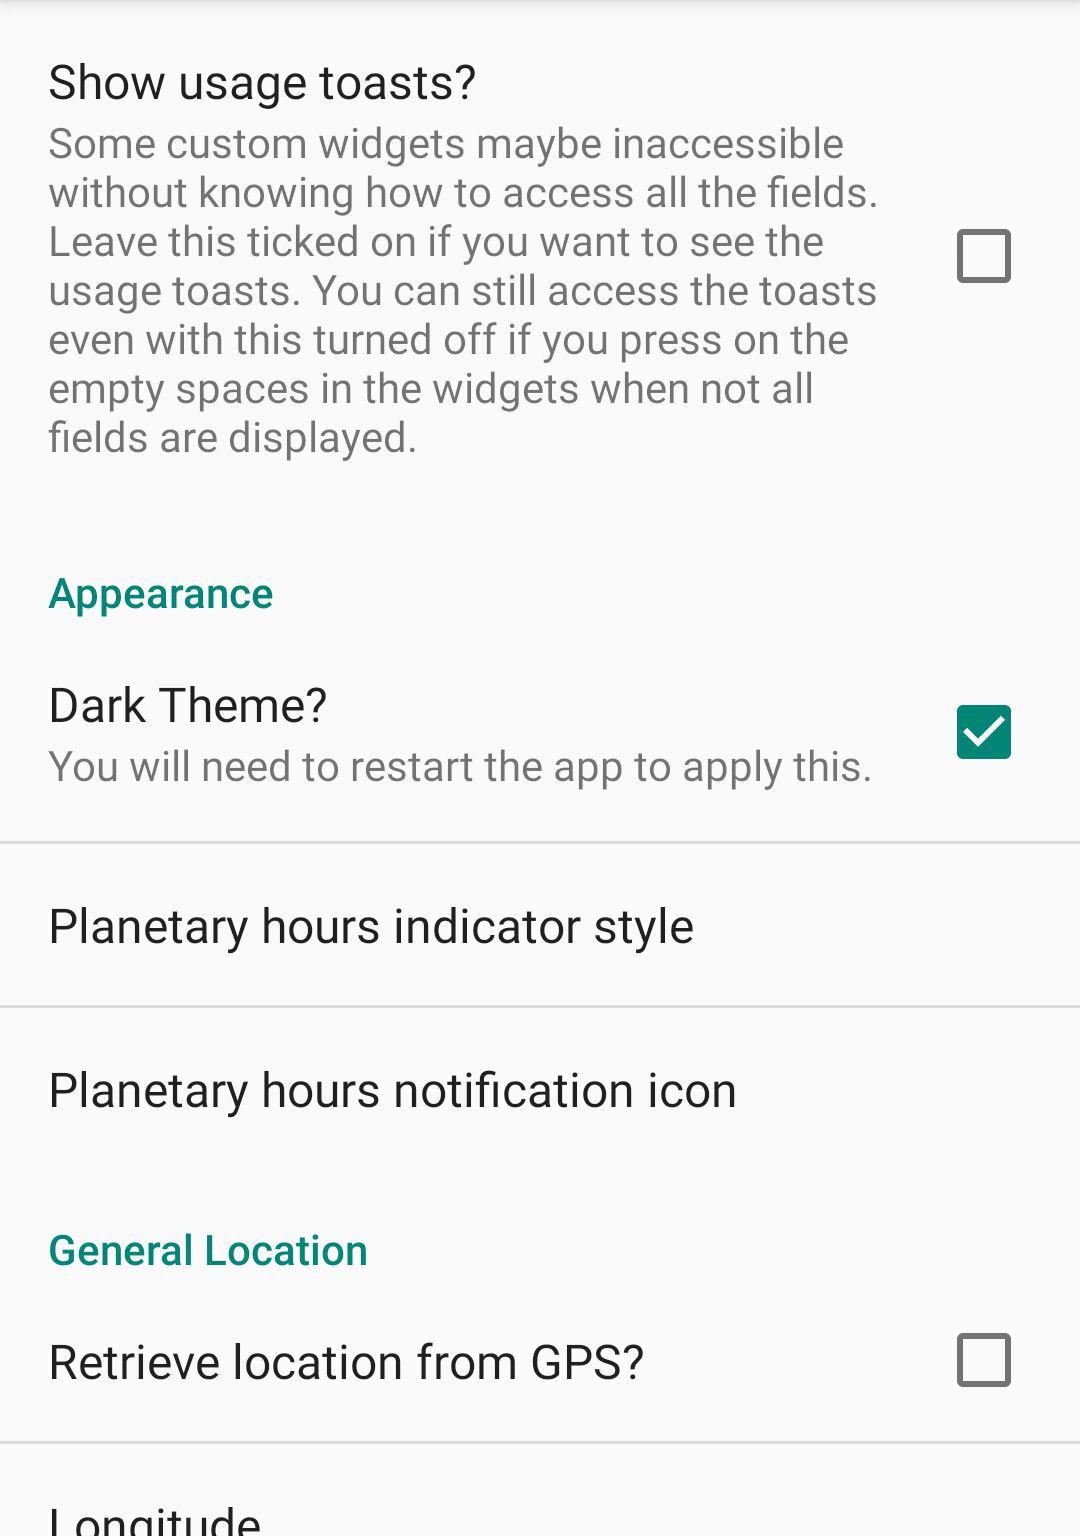 Show usage toasts?
Some custom widgets maybe inaccessible
without knowing how to access all the fields.
Leave this ticked on if you want to see the
usage toasts. You can still access the toasts
even with this turned off if you press on the
empty spaces in the widgets when not all
fields are displayed.
Appearance
Dark Theme?
You will need to restart the app to apply this.
Planetary hours indicator style
Planetary hours notification icon
General Location
Retrieve location from GPS?
Longitude